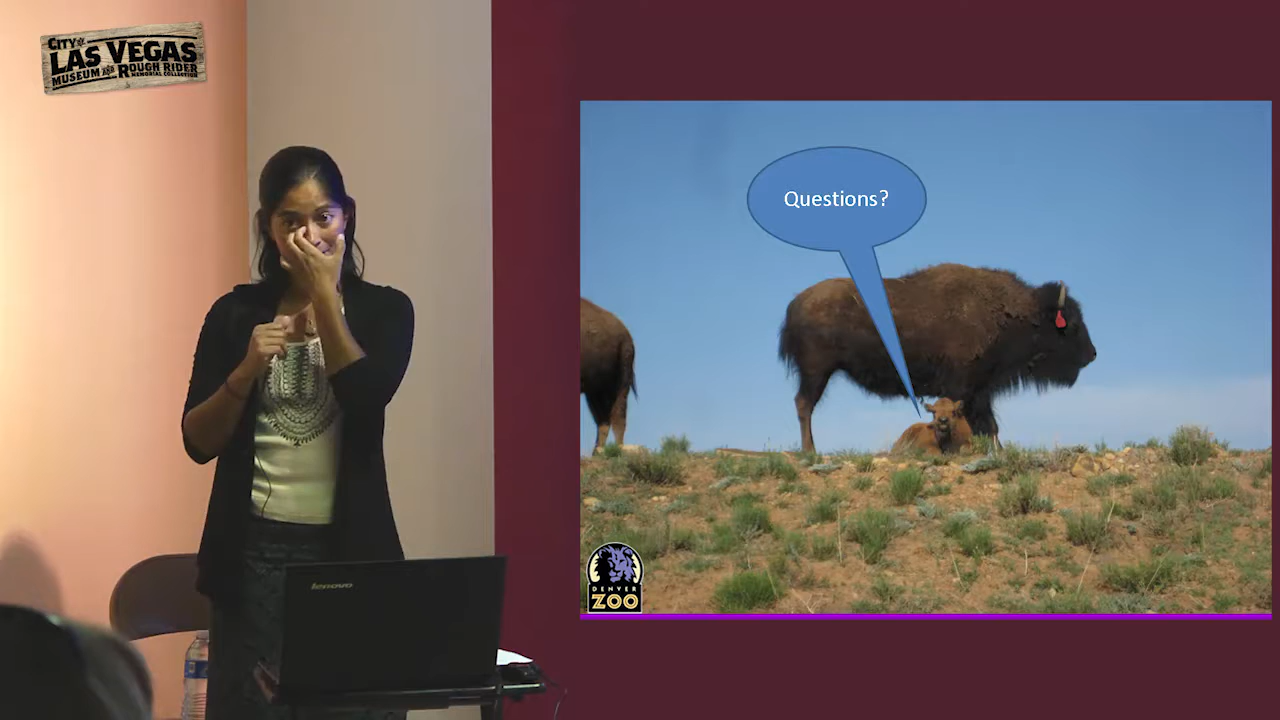 CITY OF
LAS VEGAS
MUSEUM AND ROUGH RIDER
MEMORIAL COLLECTION
Questions?
DENVER
ZOO
lenovo